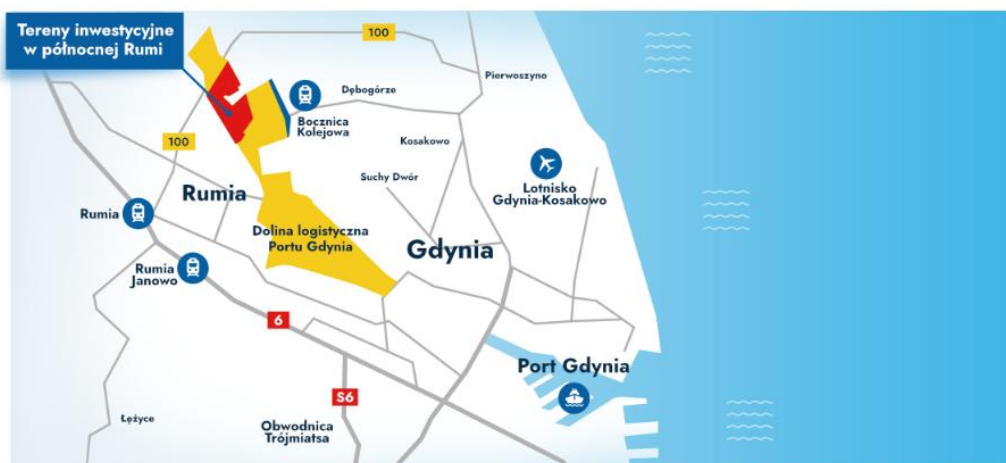 Tereny inwestycyjne
w północnej Rumi
100
Pierwoszyno
Dębogórze
Bocznica
Kolejowa
100
Kosakowo
Suchy Dwór
Lotnisko
Gdynia-Kosakowo
Rumia
Rumia
Dolina logistyczna
Portu Gdynia
Gdynia
Rumia
Janowo
6
Port Gdynia
S6
Łężyce
Obwodnica
Trójmiatsa